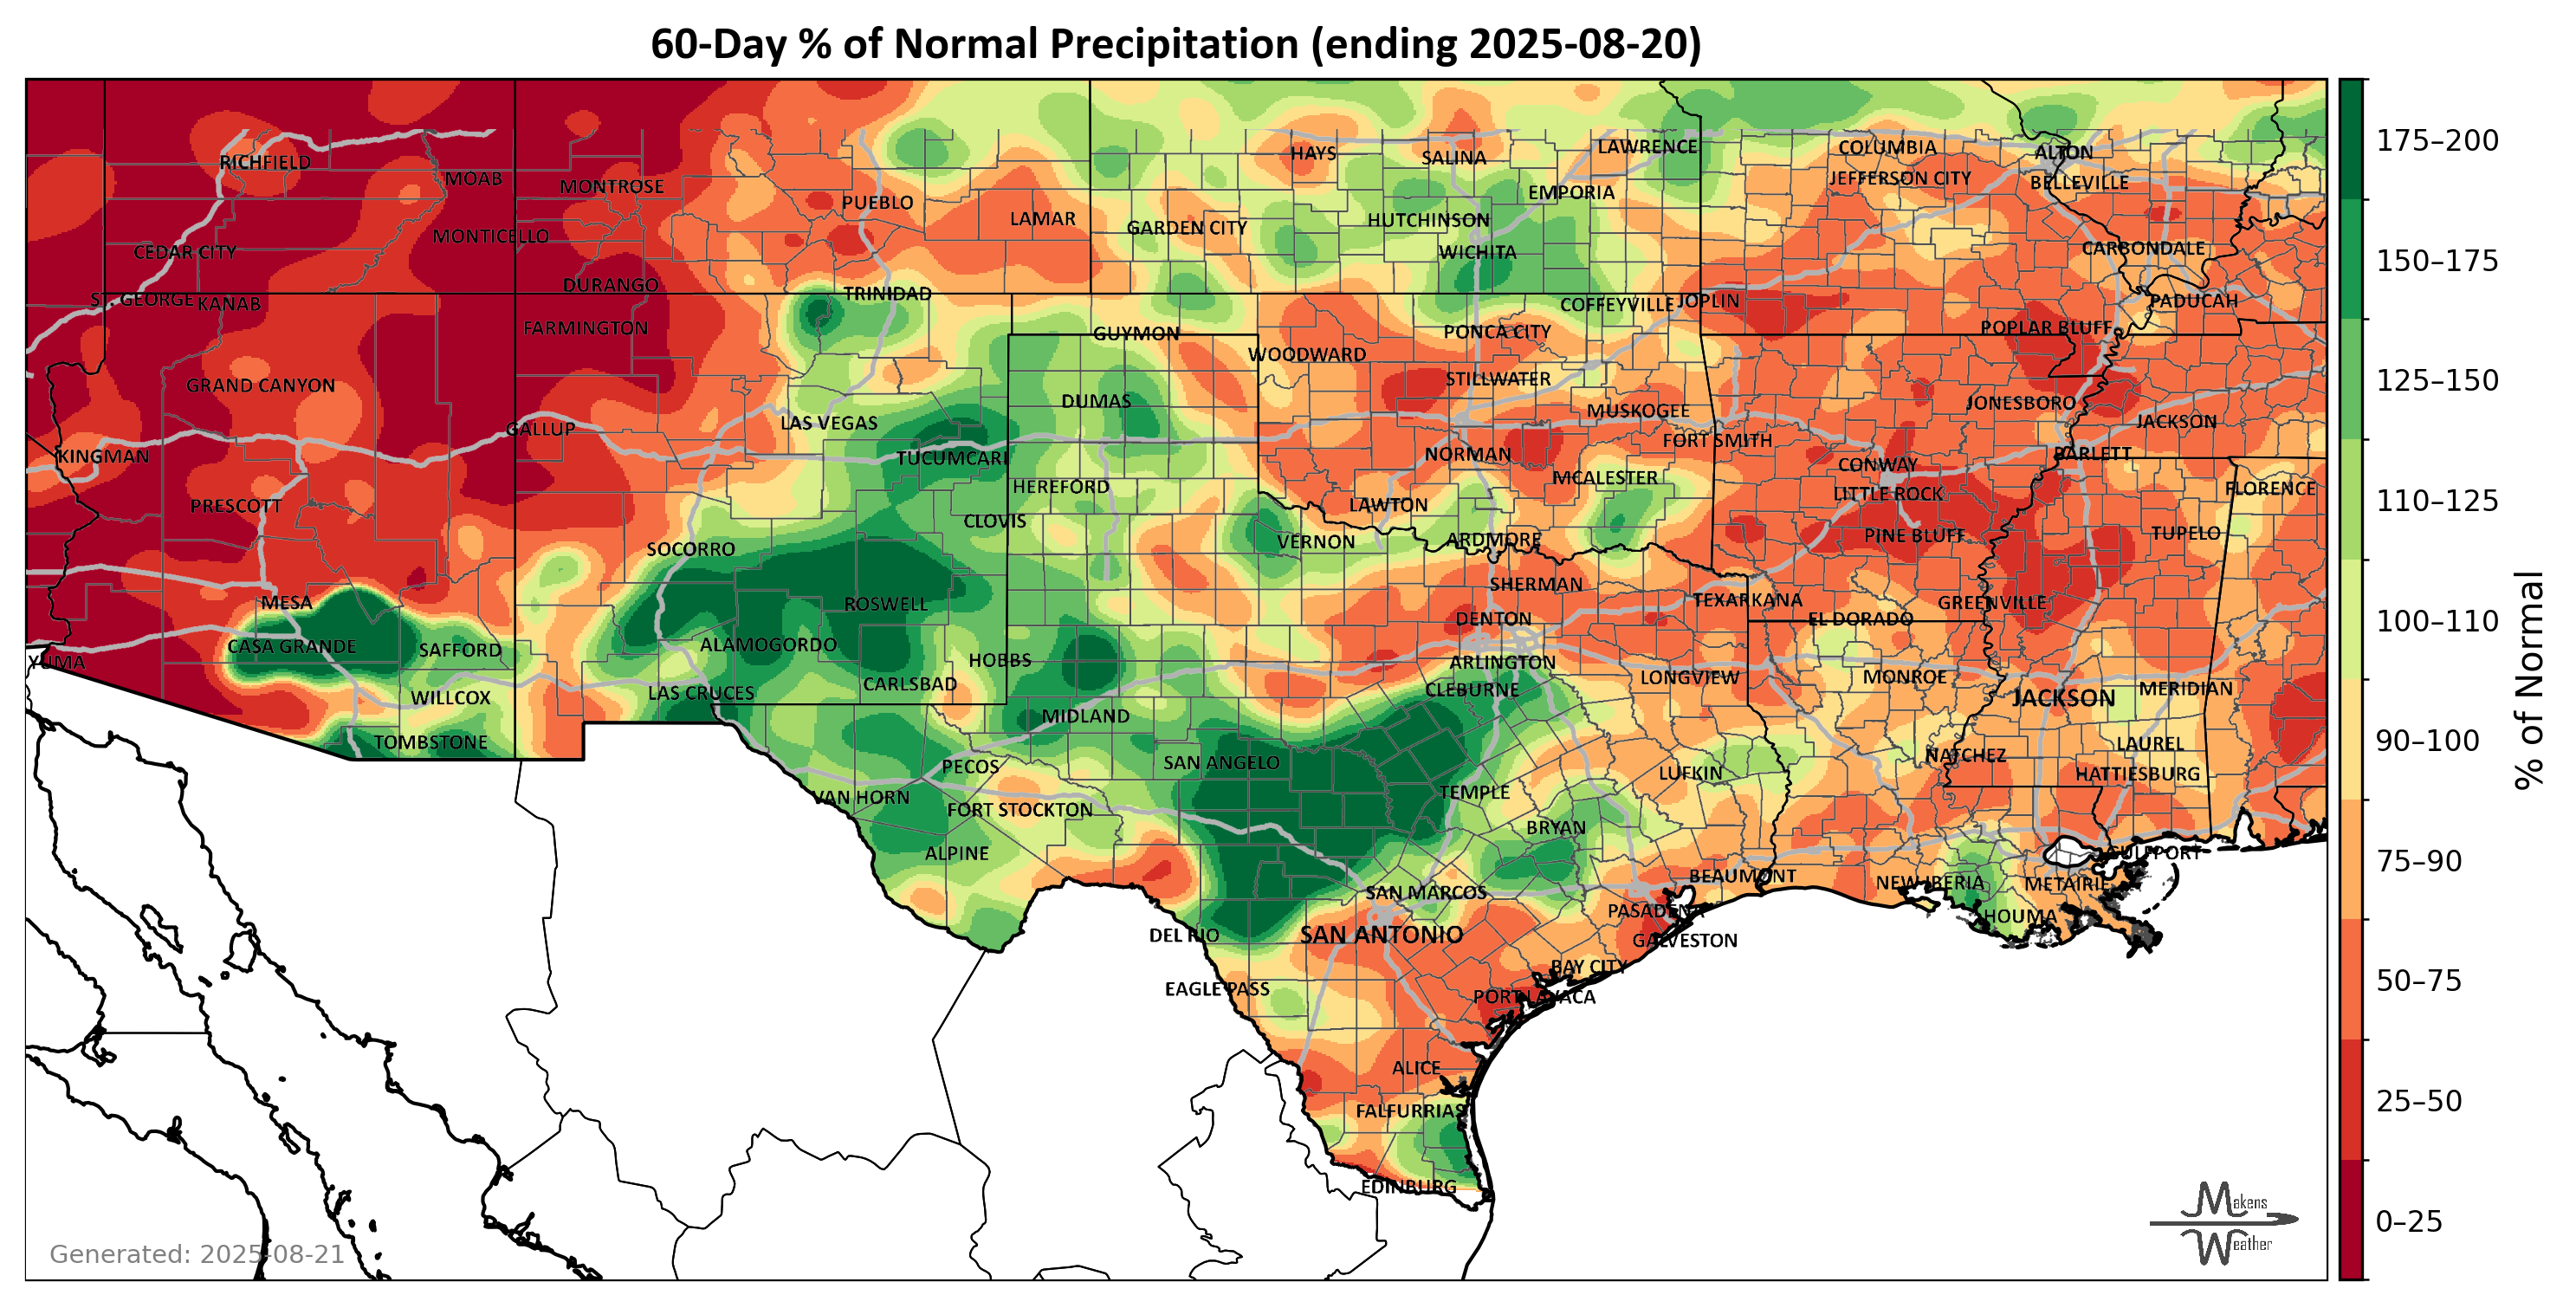 60-Day % of Normal Precipitation (ending 2025-08-20)
HAYS
SALINA
LAWRENCE
COLUMBIA
ALTON
RICHFIELD
MOAB
MONTROSE
PUEBLO
EMPORIA
JEFFERSON CITY
BELLEVILLE
LAMAR
GARDEN CITY
HUTCHINSON
MONTICELLO
CEDAR CITY
WICHITA
CARBONDALE
DURANGO
TRINIDAD
ST. GEORGE
KANAB
COFFEYVILLE
JOPLIN
PADUCAH
FARMINGTON
GUYMON
PONCA CITY
POPLAR BLUFF
WOODWARD
GRAND CANYON
STILLWATER
DUMAS
MUSKOGEE
JONESBORO
LAS VEGAS
JACKSON
GALLUP
FORT SMITH
KINGMAN
TUCUMCARI
NORMAN
BARLETT
CONWAY
HEREFORD
MCALESTER
LITTLE ROCK
FLORENCE
PRESCOTT
LAWTON
CLOVIS
PINE BLUFF
TUPELO
SOCORRO
VERNON
ARDMORE
SHERMAN
MESA
ROSWELL
TEXARKANA
GREENVILLE
DENTON
EL DORADO
CASA GRANDE
SAFFORD
ALAMOGORDO
YUMA
HOBBS
ARLINGTON
LONGVIEW
MONROE
WILLCOX
LAS CRUCES
CARLSBAD
CLEBURNE
JACKSON
MERIDIAN
MIDLAND
TOMBSTONE
NATCHEZ
LAUREL
PECOS
SAN ANGELO
LUFKIN
HATTIESBURG
VAN HORN
FORT STOCKTON
TEMPLE
BRYAN
ALPINE
GULFPORT
SAN MARCOS
BEAUMONT
NEW IBERIA
METAIRIE
PASADENA
HOUMA
DEL RIO
SAN ANTONIO
GALVESTON
BAY CITY
EAGLE PASS
PORT LAVACA
ALICE
FALFURRIAS
EDINBURG
175–200
150–175
125–150
110–125
100–110
90–100
75–90
50–75
25–50
0–25
% of Normal
Makens
Weather
Generated: 2025-08-21